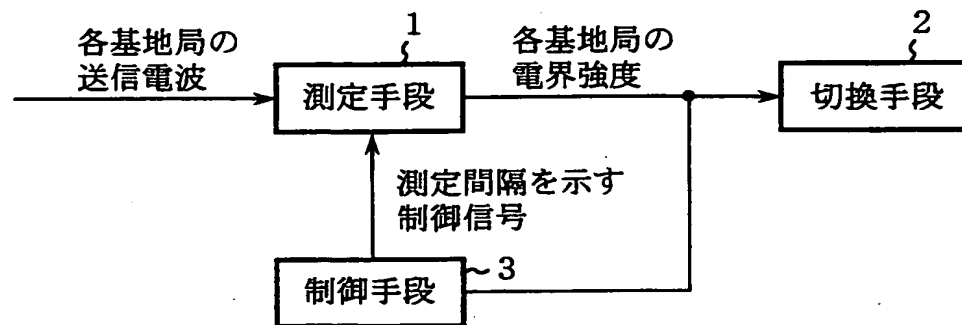 各基地局の
送信電波
1
測定手段
各基地局の
電界強度
2
切換手段
測定間隔を示す
制御信号
3
制御手段